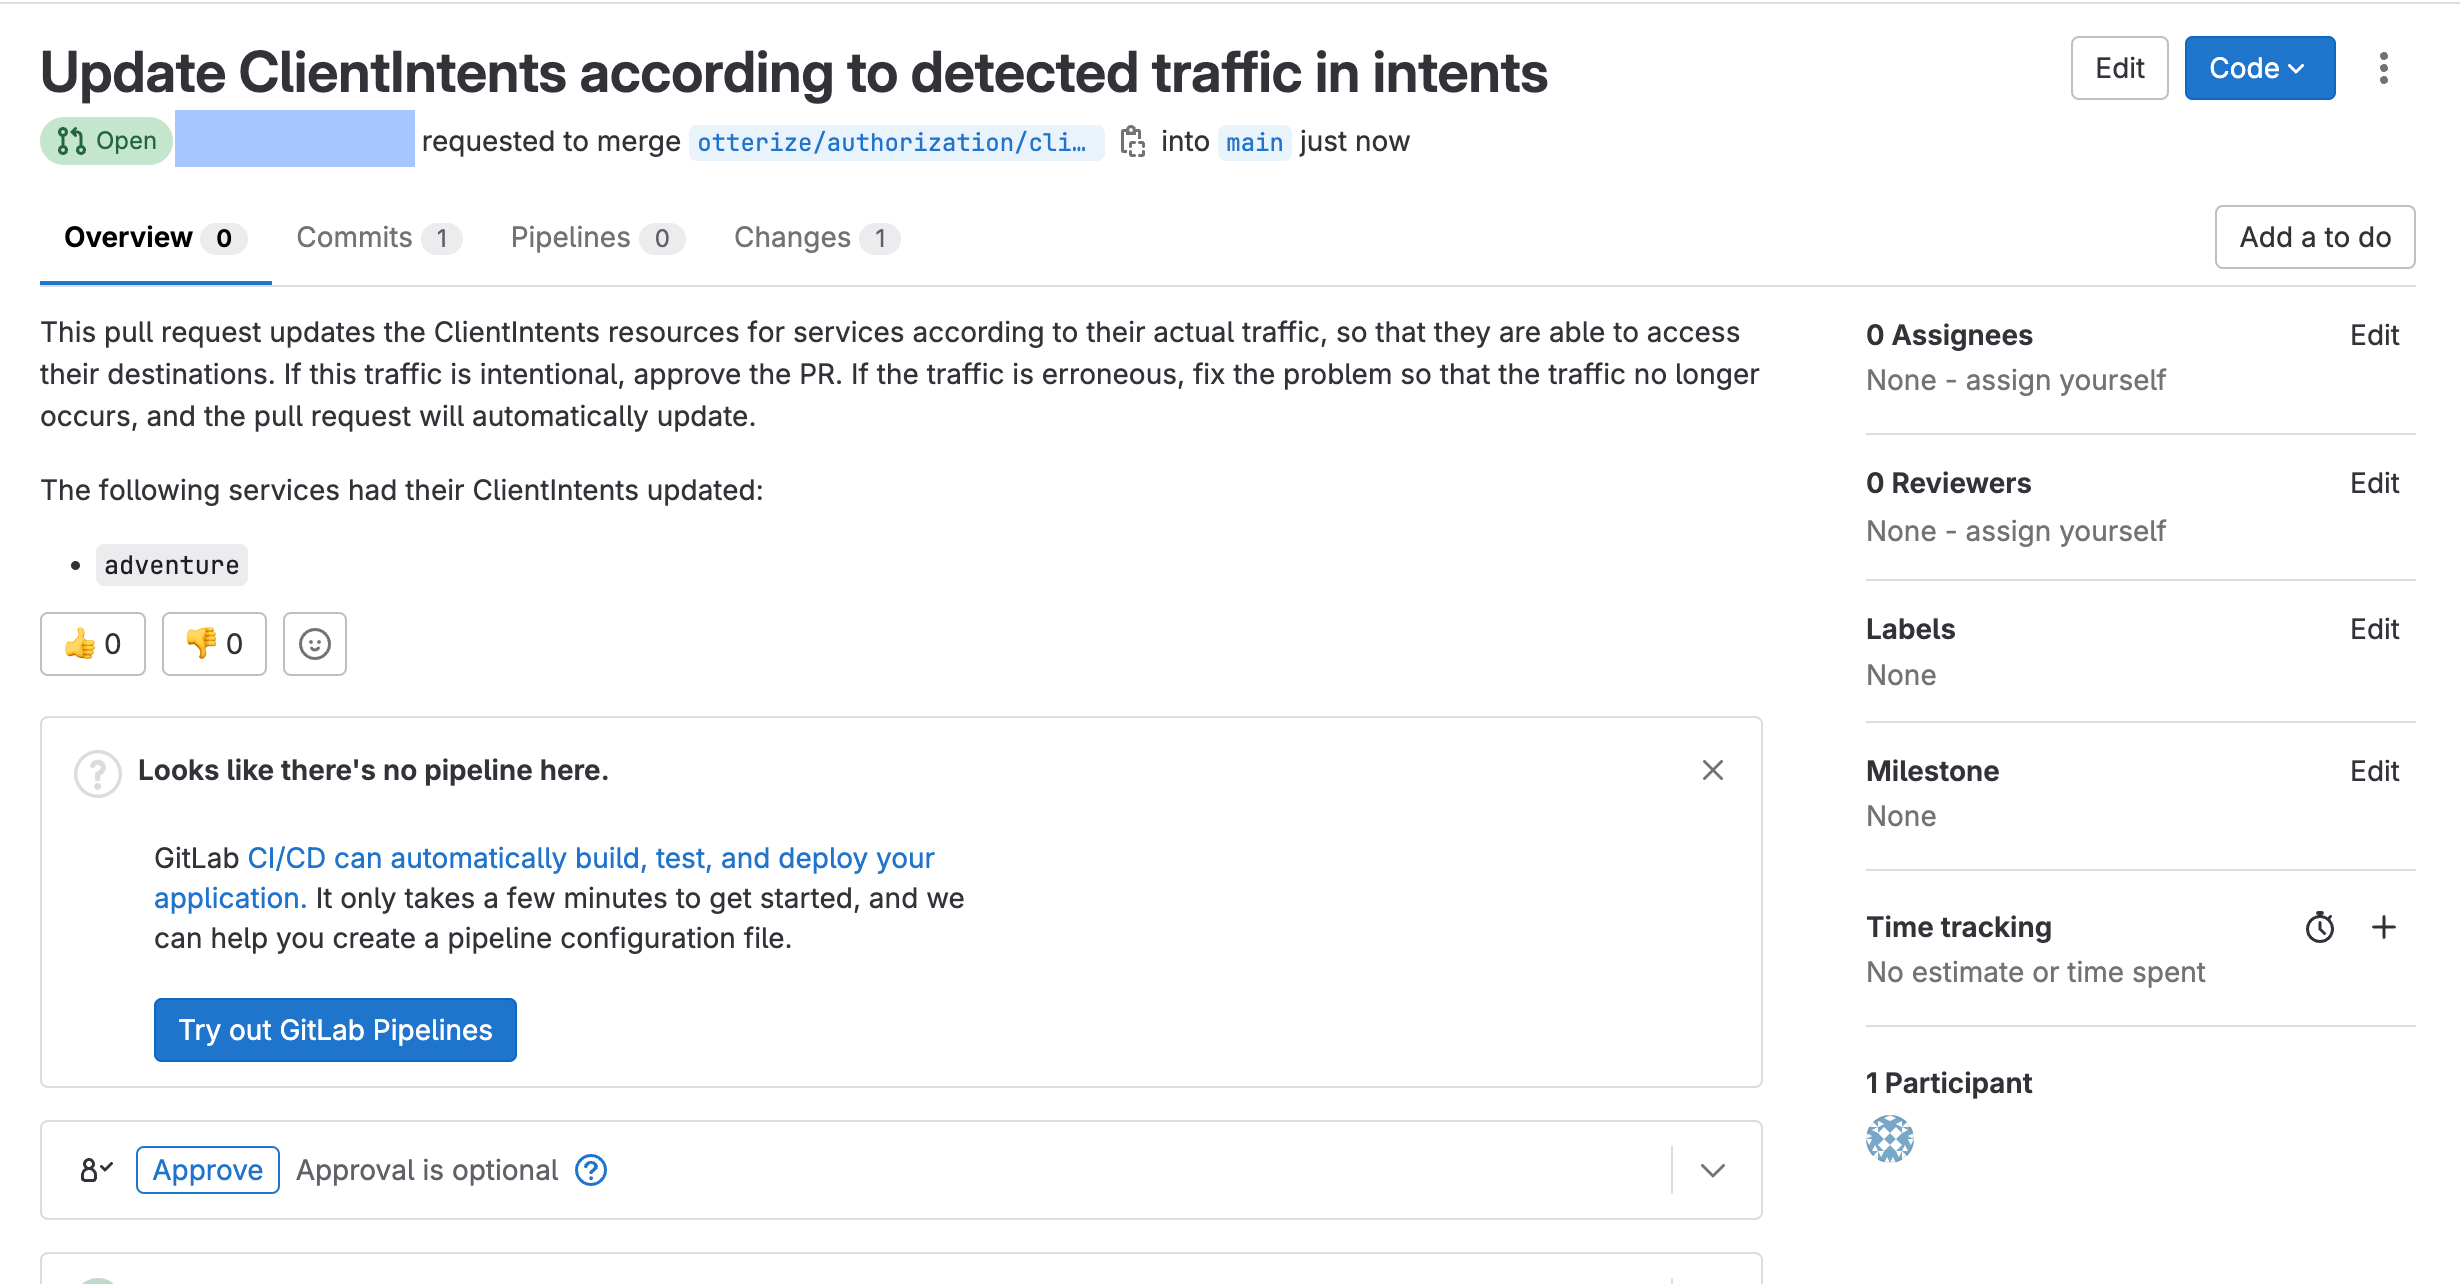 Update ClientIntents according to detected traffic in intents
Edit
Code
Open requested to merge otterize/authorization/cli… into main just now
Overview 0 Commits 1 Pipelines 0 Changes 1
Add a to do
This pull request updates the ClientIntents resources for services according to their actual traffic, so that they are able to access
their destinations. If this traffic is intentional, approve the PR. If the traffic is erroneous, fix the problem so that the traffic no longer
occurs, and the pull request will automatically update.
The following services had their ClientIntents updated:
• adventure
👍 0 👎 0
Looks like there's no pipeline here.
GitLab CI/CD can automatically build, test, and deploy your
application. It only takes a few minutes to get started, and we
can help you create a pipeline configuration file.
Try out GitLab Pipelines
Approve Approval is optional
0 Assignees Edit
None - assign yourself
0 Reviewers Edit
None - assign yourself
Labels Edit
None
Milestone Edit
None
Time tracking
No estimate or time spent
1 Participant